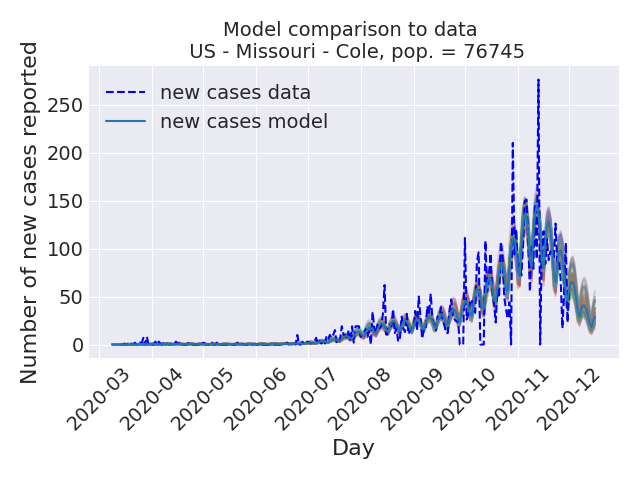 Model comparison to data
US - Missouri - Cole, pop. = 76745
Number of new cases reported
250
200
150
100
50
0
new cases data
new cases model
2020-03
2020-04
2020-05
2020-06
2020-07
2020-08
2020-09
2020-10
2020-11
2020-12
Day